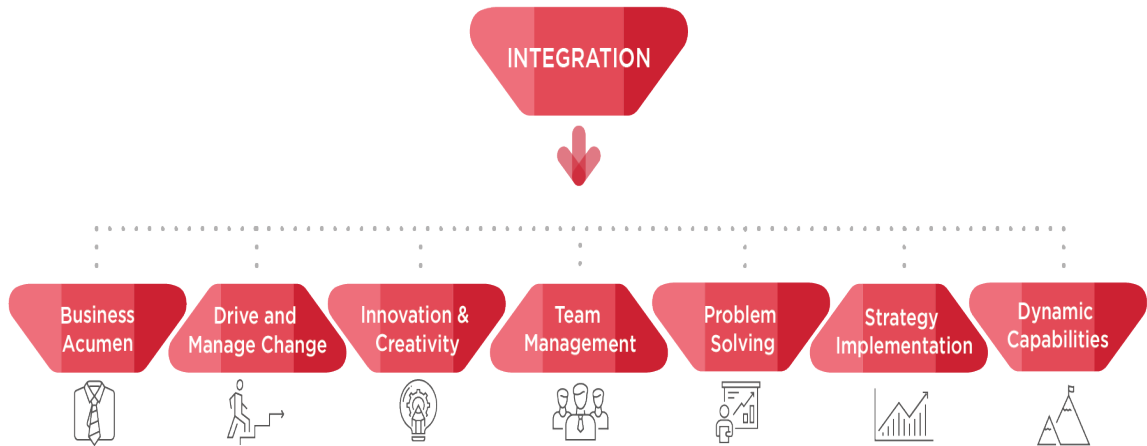 INTEGRATION
Business
Acumen
Drive and
Manage Change
Innovation &
Creativity
Team
Management
Problem
Solving
Strategy
Implementation
Dynamic
Capabilities